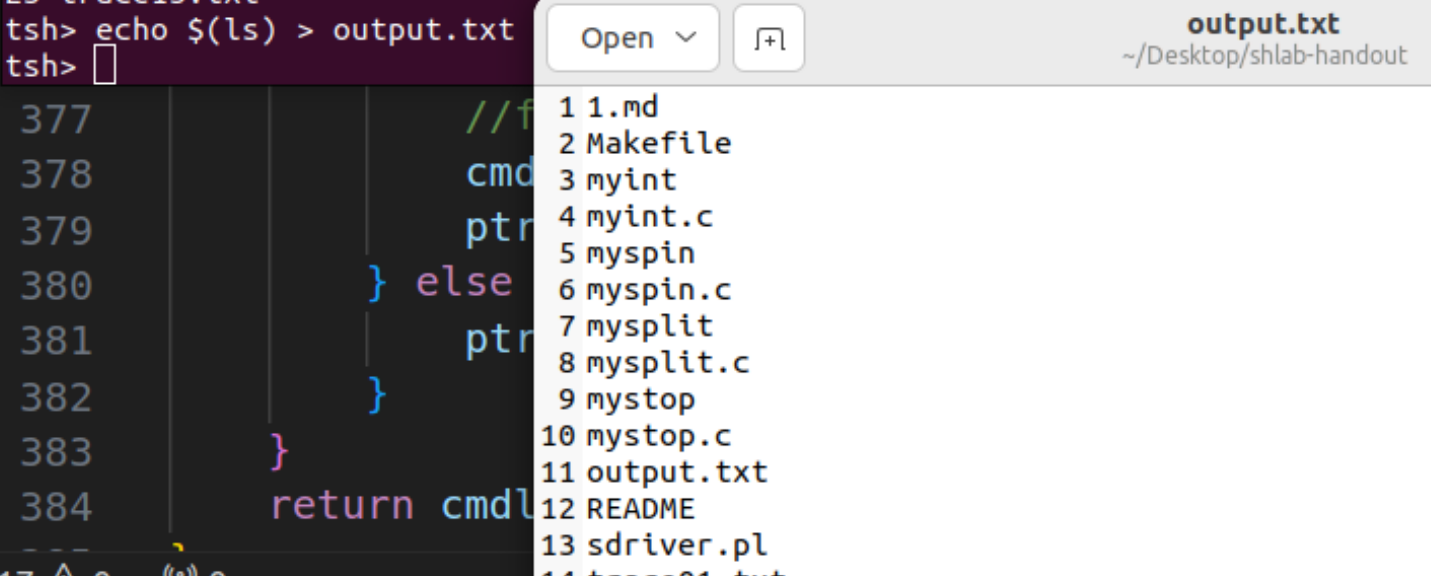 tsh> echo $(ls) > output.txt
tsh>
377 //f
378 cmd
379 ptr
380 } else
381 ptr
382 }
383 }
384 return cmdl
Open
output.txt
~/Desktop/shlab-handout
1 1.md
2 Makefile
3 myint
4 myint.c
5 myspin
6 myspin.c
7 mysplit
8 mysplit.c
9 mystop
10 mystop.c
11 output.txt
12 README
13 sdriver.pl